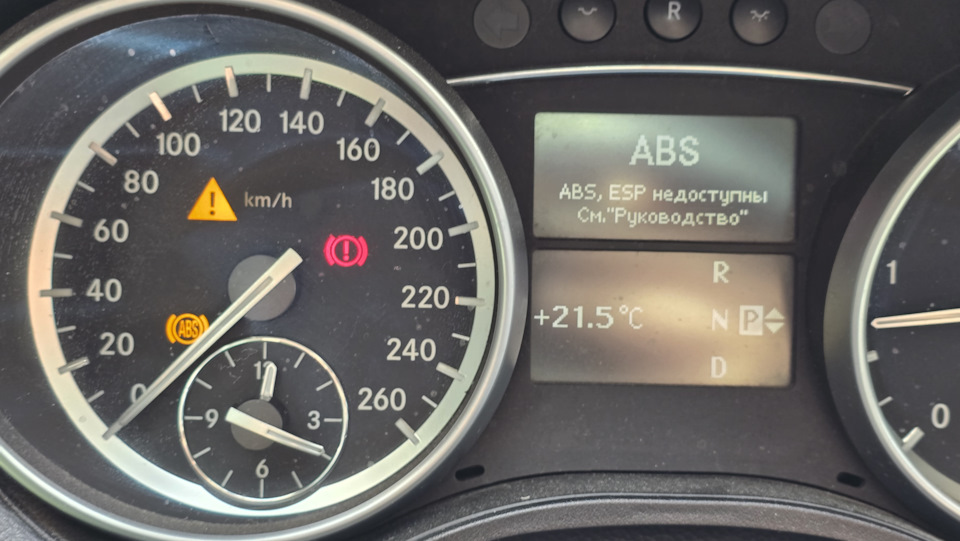 R
ABS
ABS, ESP недоступны
См."Руководство"
+21.5°C
R
N P
D
0
20
40
60
80
100
120
140
160
180
200
220
240
260
km/h
ABS
12
3
6
9
1
0